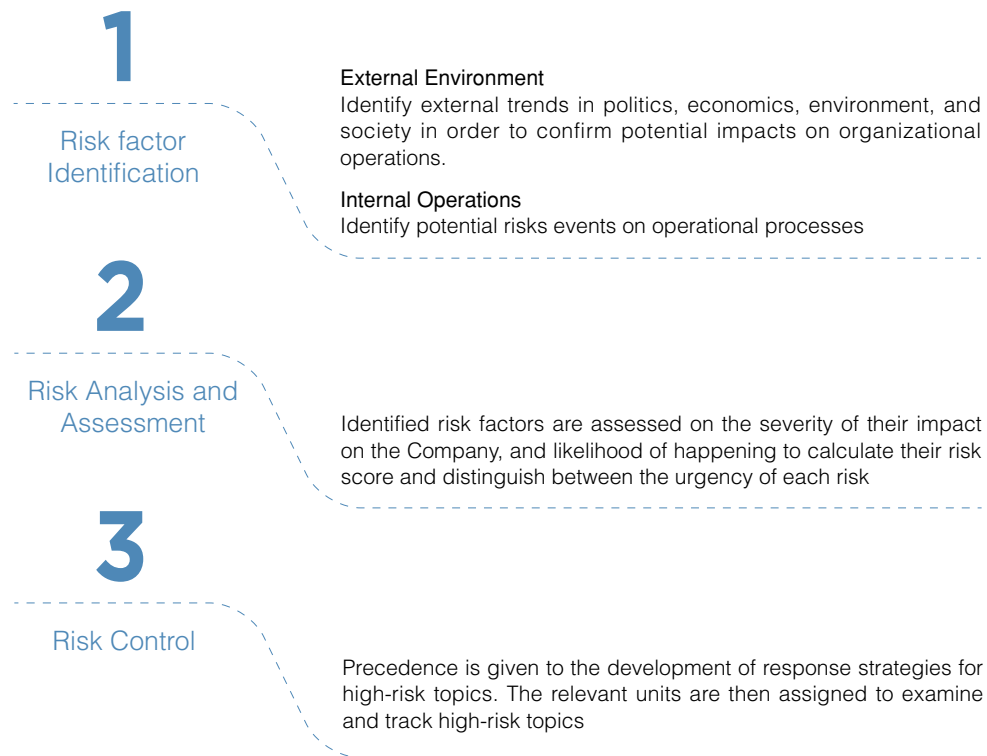 1
Risk factor
Identification
External Environment
Identify external trends in politics, economics, environment, and
society in order to confirm potential impacts on organizational
operations.
Internal Operations
Identify potential risks events on operational processes
2
Risk Analysis and
Assessment
Identified risk factors are assessed on the severity of their impact
on the Company, and likelihood of happening to calculate their risk
score and distinguish between the urgency of each risk
3
Risk Control
Precedence is given to the development of response strategies for
high-risk topics. The relevant units are then assigned to examine
and track high-risk topics